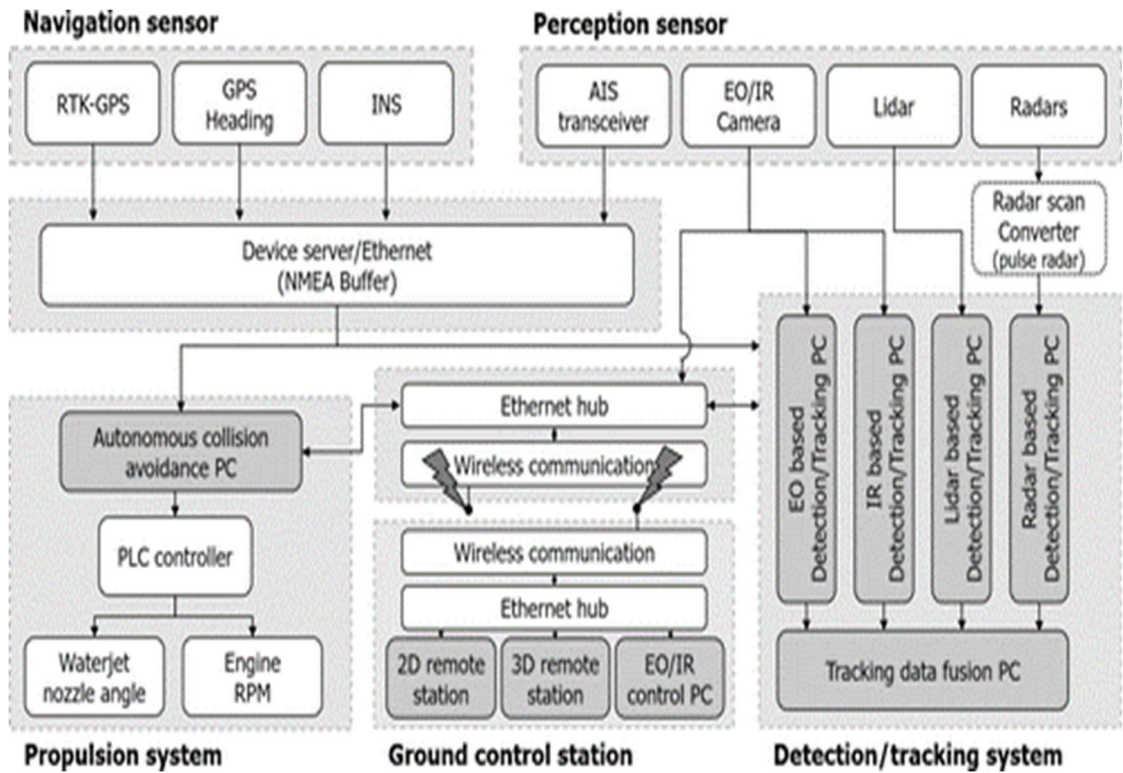 Navigation sensor
Perception sensor
RTK-GPS
GPS
Heading
INS
AIS
transceiver
EO/IR
Camera
Lidar
Radars
Radar scan
Converter
(pulse radar)
Device server/Ethernet
(NMEA Buffer)
EO based
Detection/Tracking PC
IR based
Detection/Tracking PC
Lidar based
Detection/Tracking PC
Radar based
Detection/Tracking PC
Ethernet hub
Autonomous collision
avoidance PC
Wireless communication
PLC controller
Wireless communication
Ethernet hub
Waterjet
nozzle angle
Engine
RPM
2D remote
station
3D remote
station
EO/IR
control PC
Tracking data fusion PC
Propulsion system
Ground control station
Detection/tracking system